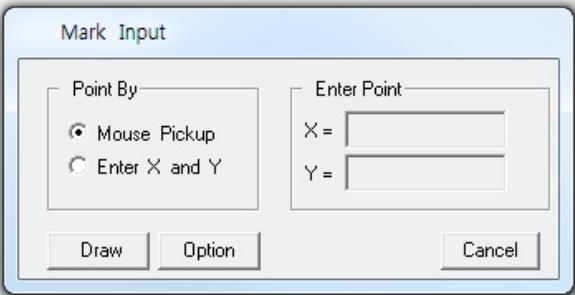 Mark Input
Point By
Mouse Pickup
Enter X and Y
Enter Point
X =
Y =
Draw
Option
Cancel